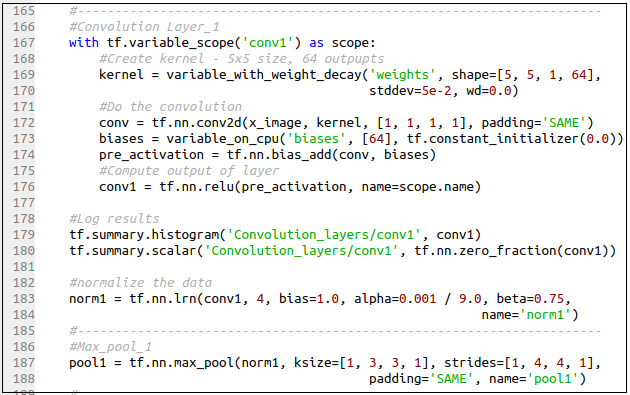 165 #----------------------------------------------------------------------
166 #Convolution Layer_1
167 with tf.variable_scope('conv1') as scope:
168 #Create kernel - 5x5 size, 64 outpupts
169 kernel = variable_with_weight_decay('weights', shape=[5, 5, 1, 64],
170 stddev=5e-2, wd=0.0)
171 #Do the convolution
172 conv = tf.nn.conv2d(x_image, kernel, [1, 1, 1, 1], padding='SAME')
173 biases = variable_on_cpu('biases', [64], tf.constant_initializer(0.0))
174 pre_activation = tf.nn.bias_add(conv, biases)
175 #Compute output of layer
176 conv1 = tf.nn.relu(pre_activation, name=scope.name)
177
178 #Log results
179 tf.summary.histogram('Convolution_layers/conv1', conv1)
180 tf.summary.scalar('Convolution_layers/conv1', tf.nn.zero_fraction(conv1))
181
182 #normalize the data
183 norm1 = tf.nn.lrn(conv1, 4, bias=1.0, alpha=0.001 / 9.0, beta=0.75,
184 name='norm1')
185 #----------------------------------------------------------------------
186 #Max_pool_1
187 pool1 = tf.nn.max_pool(norm1, ksize=[1, 3, 3, 1], strides=[1, 4, 4, 1],
188 padding='SAME', name='pool1')